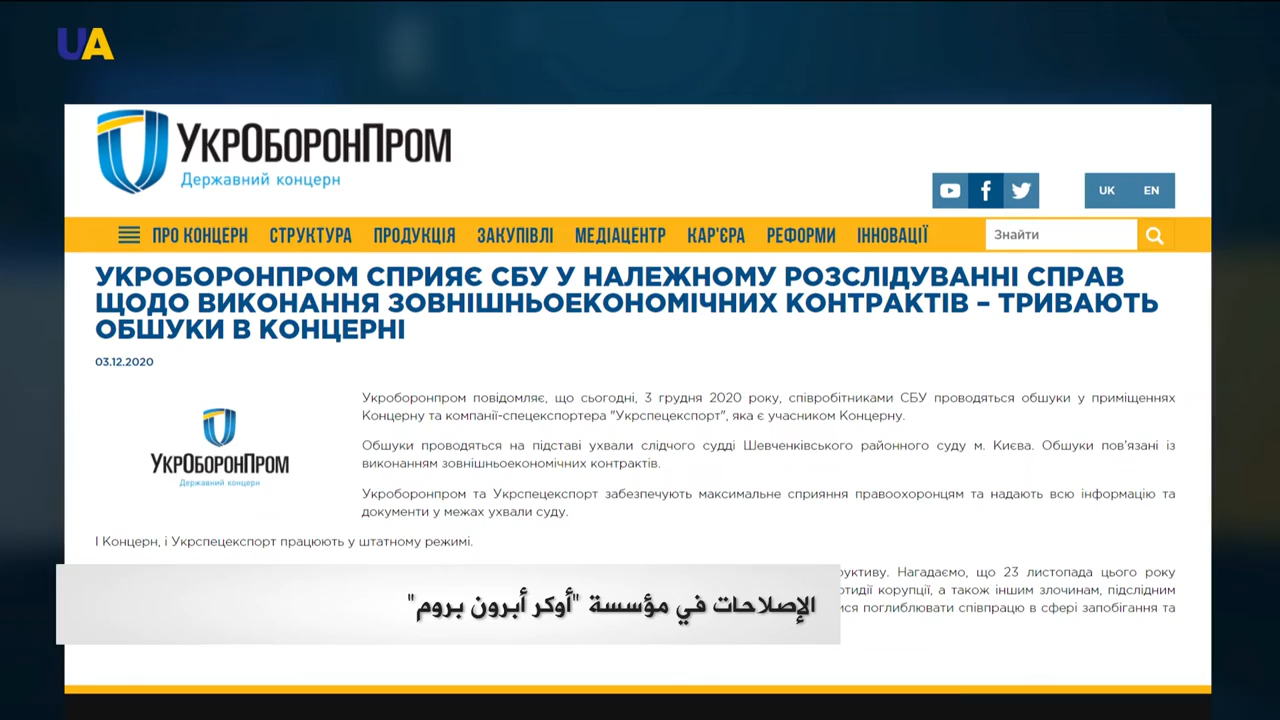 UA
УкрОборонПром
Державний концерн
UK EN
ПРО КОНЦЕРН СТРУКТУРА ПРОДУКЦІЯ ЗАКУПІВЛІ МЕДІАЦЕНТР КАР'ЄРА РЕФОРМИ ІННОВАЦІЇ Знайти
УКРОБОРОНПРОМ СПРИЯЄ СБУ У НАЛЕЖНОМУ РОЗСЛІДУВАННІ СПРАВ
ЩОДО ВИКОНАННЯ ЗОВНІШНЬОЕКОНОМІЧНИХ КОНТРАКТІВ – ТРИВАЮТЬ
ОБШУКИ В КОНЦЕРНІ
03.12.2020
УкрОборонПром
Державний концерн
Укроборонпром повідомляє, що сьогодні, 3 грудня 2020 року, співробітниками СБУ проводяться обшуки у приміщеннях
Концерну та компанії-спецекспортера "Укрспецекспорт", яка є учасником Концерну.
Обшуки проводяться на підставі ухвали слідчого судді Шевченківського районного суду м. Києва. Обшуки пов'язані із
виконанням зовнішньоекономічних контрактів.
Укроборонпром та Укрспецекспорт забезпечують максимальне сприяння правоохоронцям та надають всю інформацію та
документи у межах ухвали суду.
І Концерн, і Укрспецекспорт працюють у штатному режимі.
руктиву. Нагадаємо, що 23 листопада цього року
отидії корупції, а також іншим злочинам, підслідним
ися поглиблювати співпрацю в сфері запобігання та
الإصلاحات في مؤسسة "أوكر أبرون بروم"